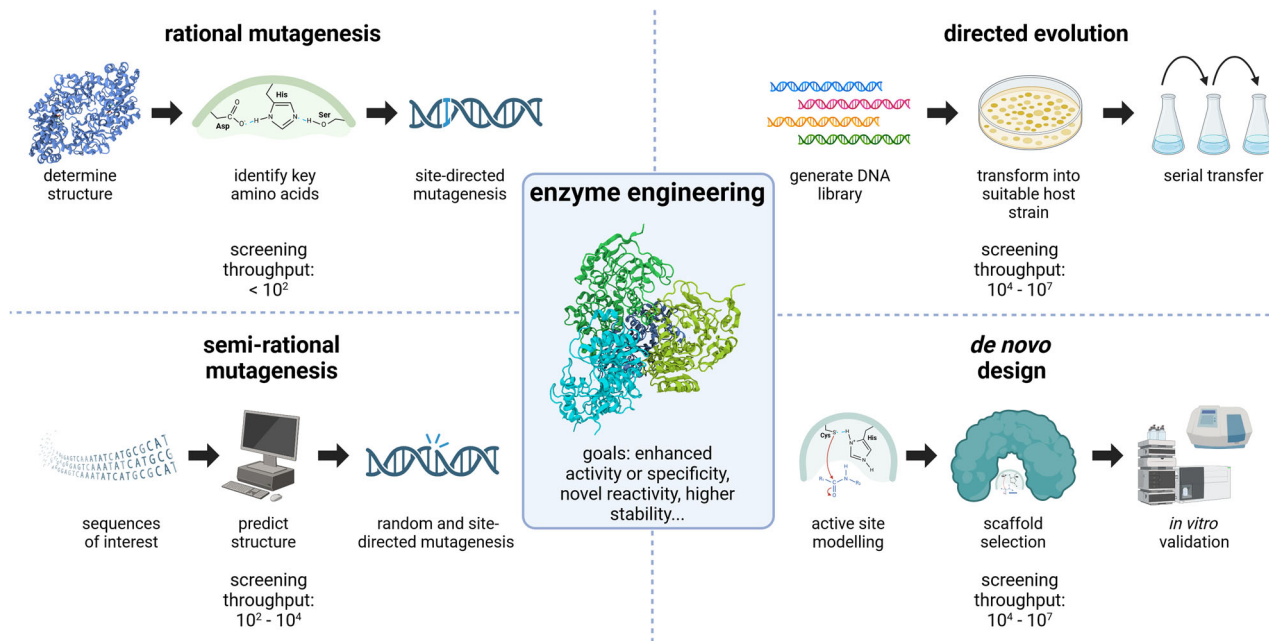 rational mutagenesis
His
Asp
Ser
determine
structure
identify key
amino acids
site-directed
mutagenesis
screening
throughput:
< 10²
directed evolution
generate DNA
library
transform into
suitable host
strain
serial transfer
screening
throughput:
10⁴ - 10⁷
enzyme engineering
goals: enhanced
activity or specificity,
novel reactivity, higher
stability...
semi-rational
mutagenesis
sequences
of interest
predict
structure
random and site-
directed mutagenesis
screening
throughput:
10² - 10⁴
de novo
design
Cys
His
active site
modelling
scaffold
selection
in vitro
validation
screening
throughput:
10⁴ - 10⁷